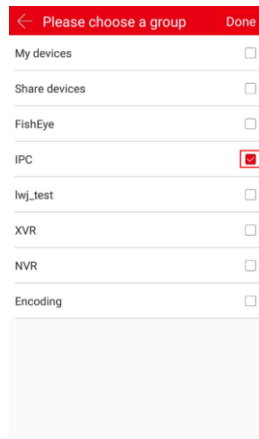 Please choose a group Done
My devices
Share devices
FishEye
IPC
lwj_test
XVR
NVR
Encoding